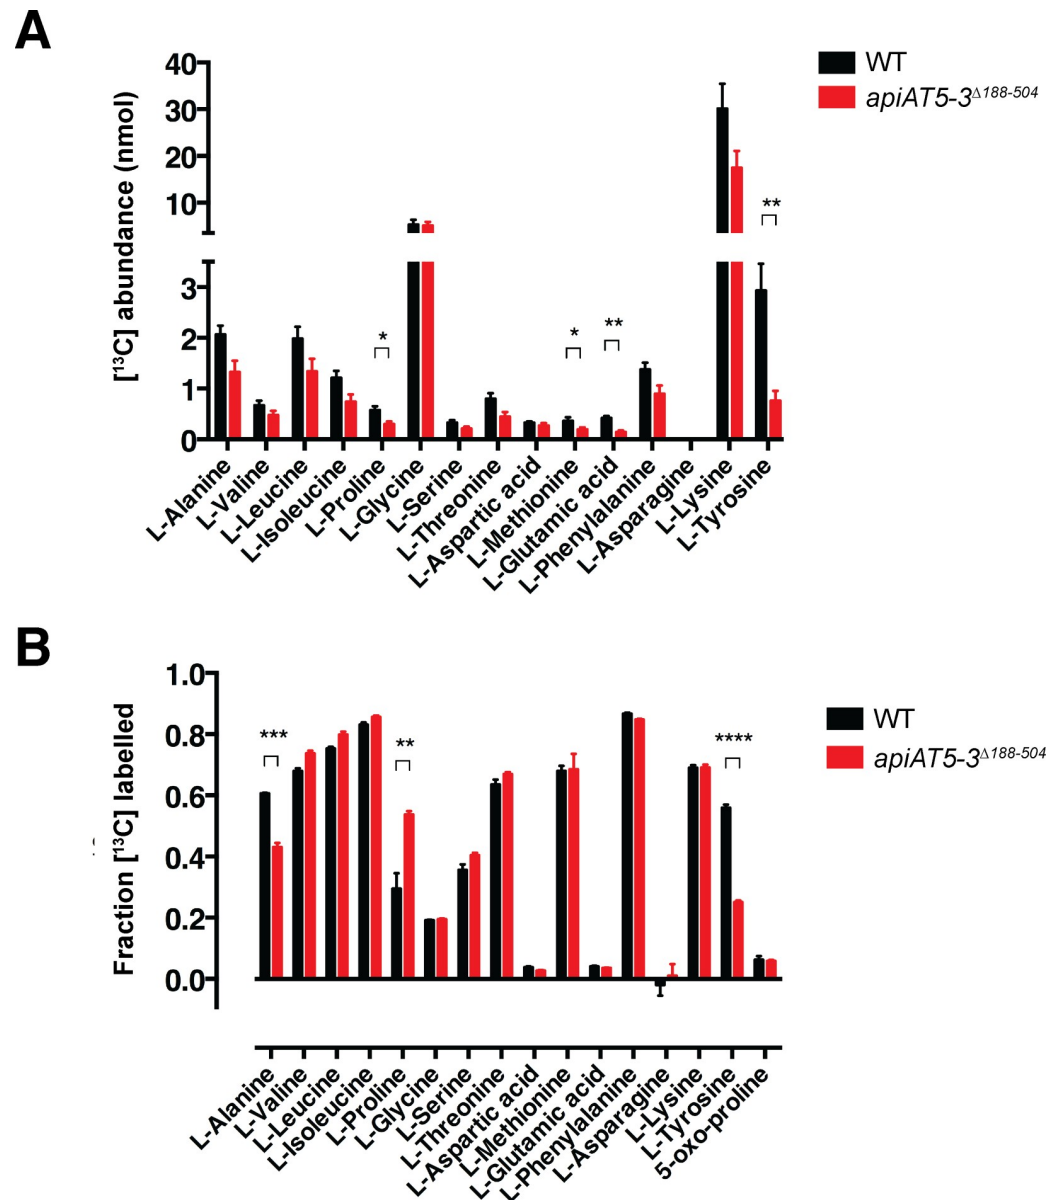 A
[¹³C] abundance (nmol)
40
30
20
10
3
2
1
0
WT
apiAT5-3Δ188-504
*
*
**
**
L-Alanine
L-Valine
L-Leucine
L-Isoleucine
L-Proline
L-Glycine
L-Serine
L-Threonine
L-Aspartic acid
L-Methionine
L-Glutamic acid
L-Phenylalanine
L-Asparagine
L-Lysine
L-Tyrosine
B
Fraction [¹³C] labelled
1.0
0.8
0.6
0.4
0.2
0.0
WT
apiAT5-3Δ188-504
***
**
****
L-Alanine
L-Valine
L-Leucine
L-Isoleucine
L-Proline
L-Glycine
L-Serine
L-Threonine
L-Aspartic acid
L-Methionine
L-Glutamic acid
L-Phenylalanine
L-Asparagine
L-Lysine
L-Tyrosine
5-oxo-proline